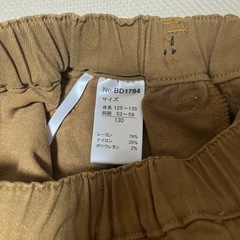 No. BD1784
サイズ
身長 125～135
胴囲 53～59
130
レーヨン 78%
ナイロン 20%
ポリウレタン 2%